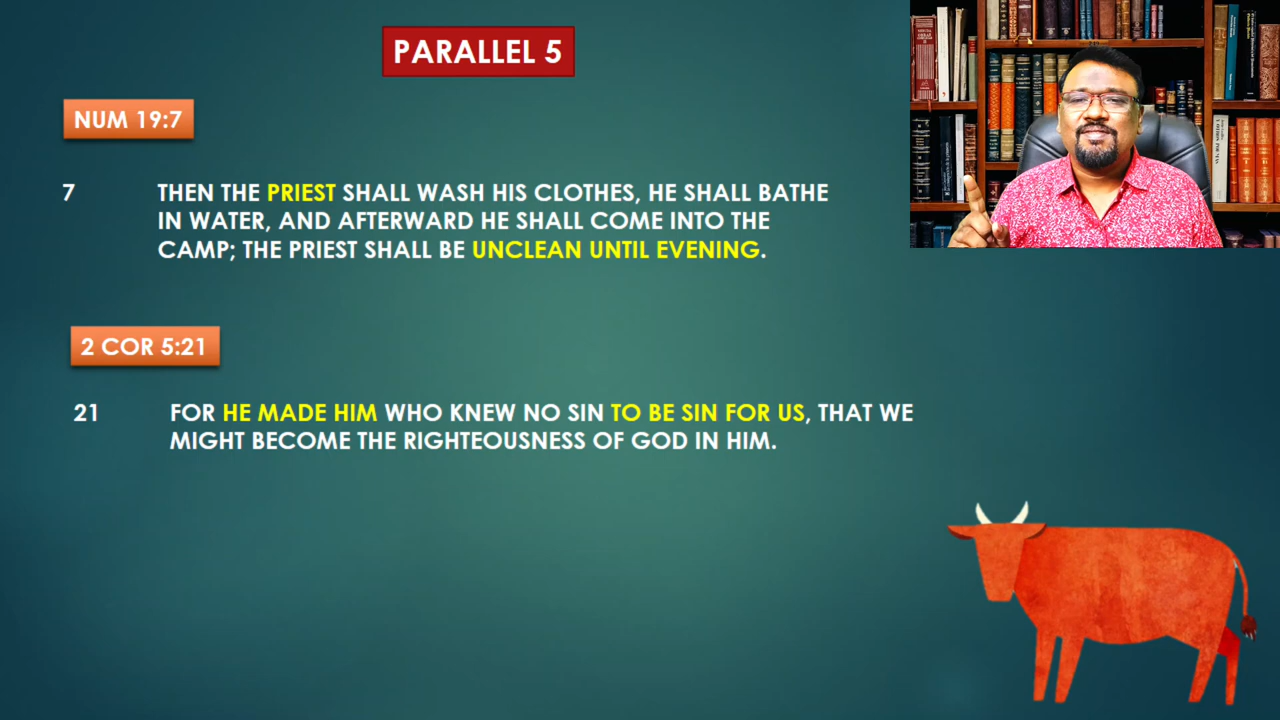 PARALLEL 5
NUM 19:7
7 THEN THE PRIEST SHALL WASH HIS CLOTHES, HE SHALL BATHE
IN WATER, AND AFTERWARD HE SHALL COME INTO THE
CAMP; THE PRIEST SHALL BE UNCLEAN UNTIL EVENING.
2 COR 5:21
21 FOR HE MADE HIM WHO KNEW NO SIN TO BE SIN FOR US, THAT WE
MIGHT BECOME THE RIGHTEOUSNESS OF GOD IN HIM.